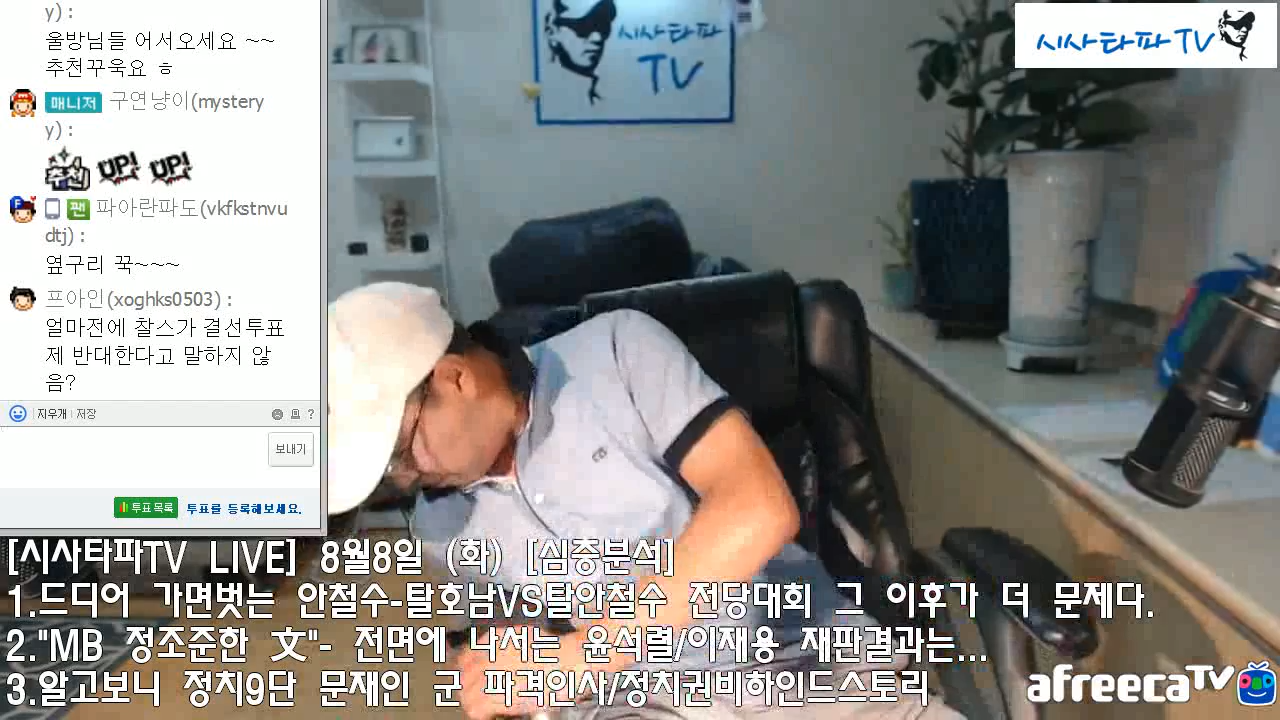 y) :
울방님들 어서오세요 ~~
추천꾸욱요 ㅎ
매니저 구연냥이(mystery
y) :
추천 UP! UP!
팬 파아란파도(vkfkstnvu
dtj) :
옆구리 꾹~~~
프아인(xoghks0503) :
얼마전에 찰스가 결선투표
제 반대한다고 말하지 않
음?
지우개 | 저장 ?
보내기
투표목록 투표를 등록해보세요.
시사타파
TV
시사타파TV
[시사타파TV LIVE] 8월8일 (화) [심층분석]
1.드디어 가면벗는 안철수-탈호남VS탈안철수 전당대회 그 이후가 더 문제다.
2."MB 정조준한 文"- 전면에 나서는 윤석렬/이재용 재판결과는...
3.알고보니 정치9단 문재인 군 파격인사/정치권비하인드스토리
afreecaTV